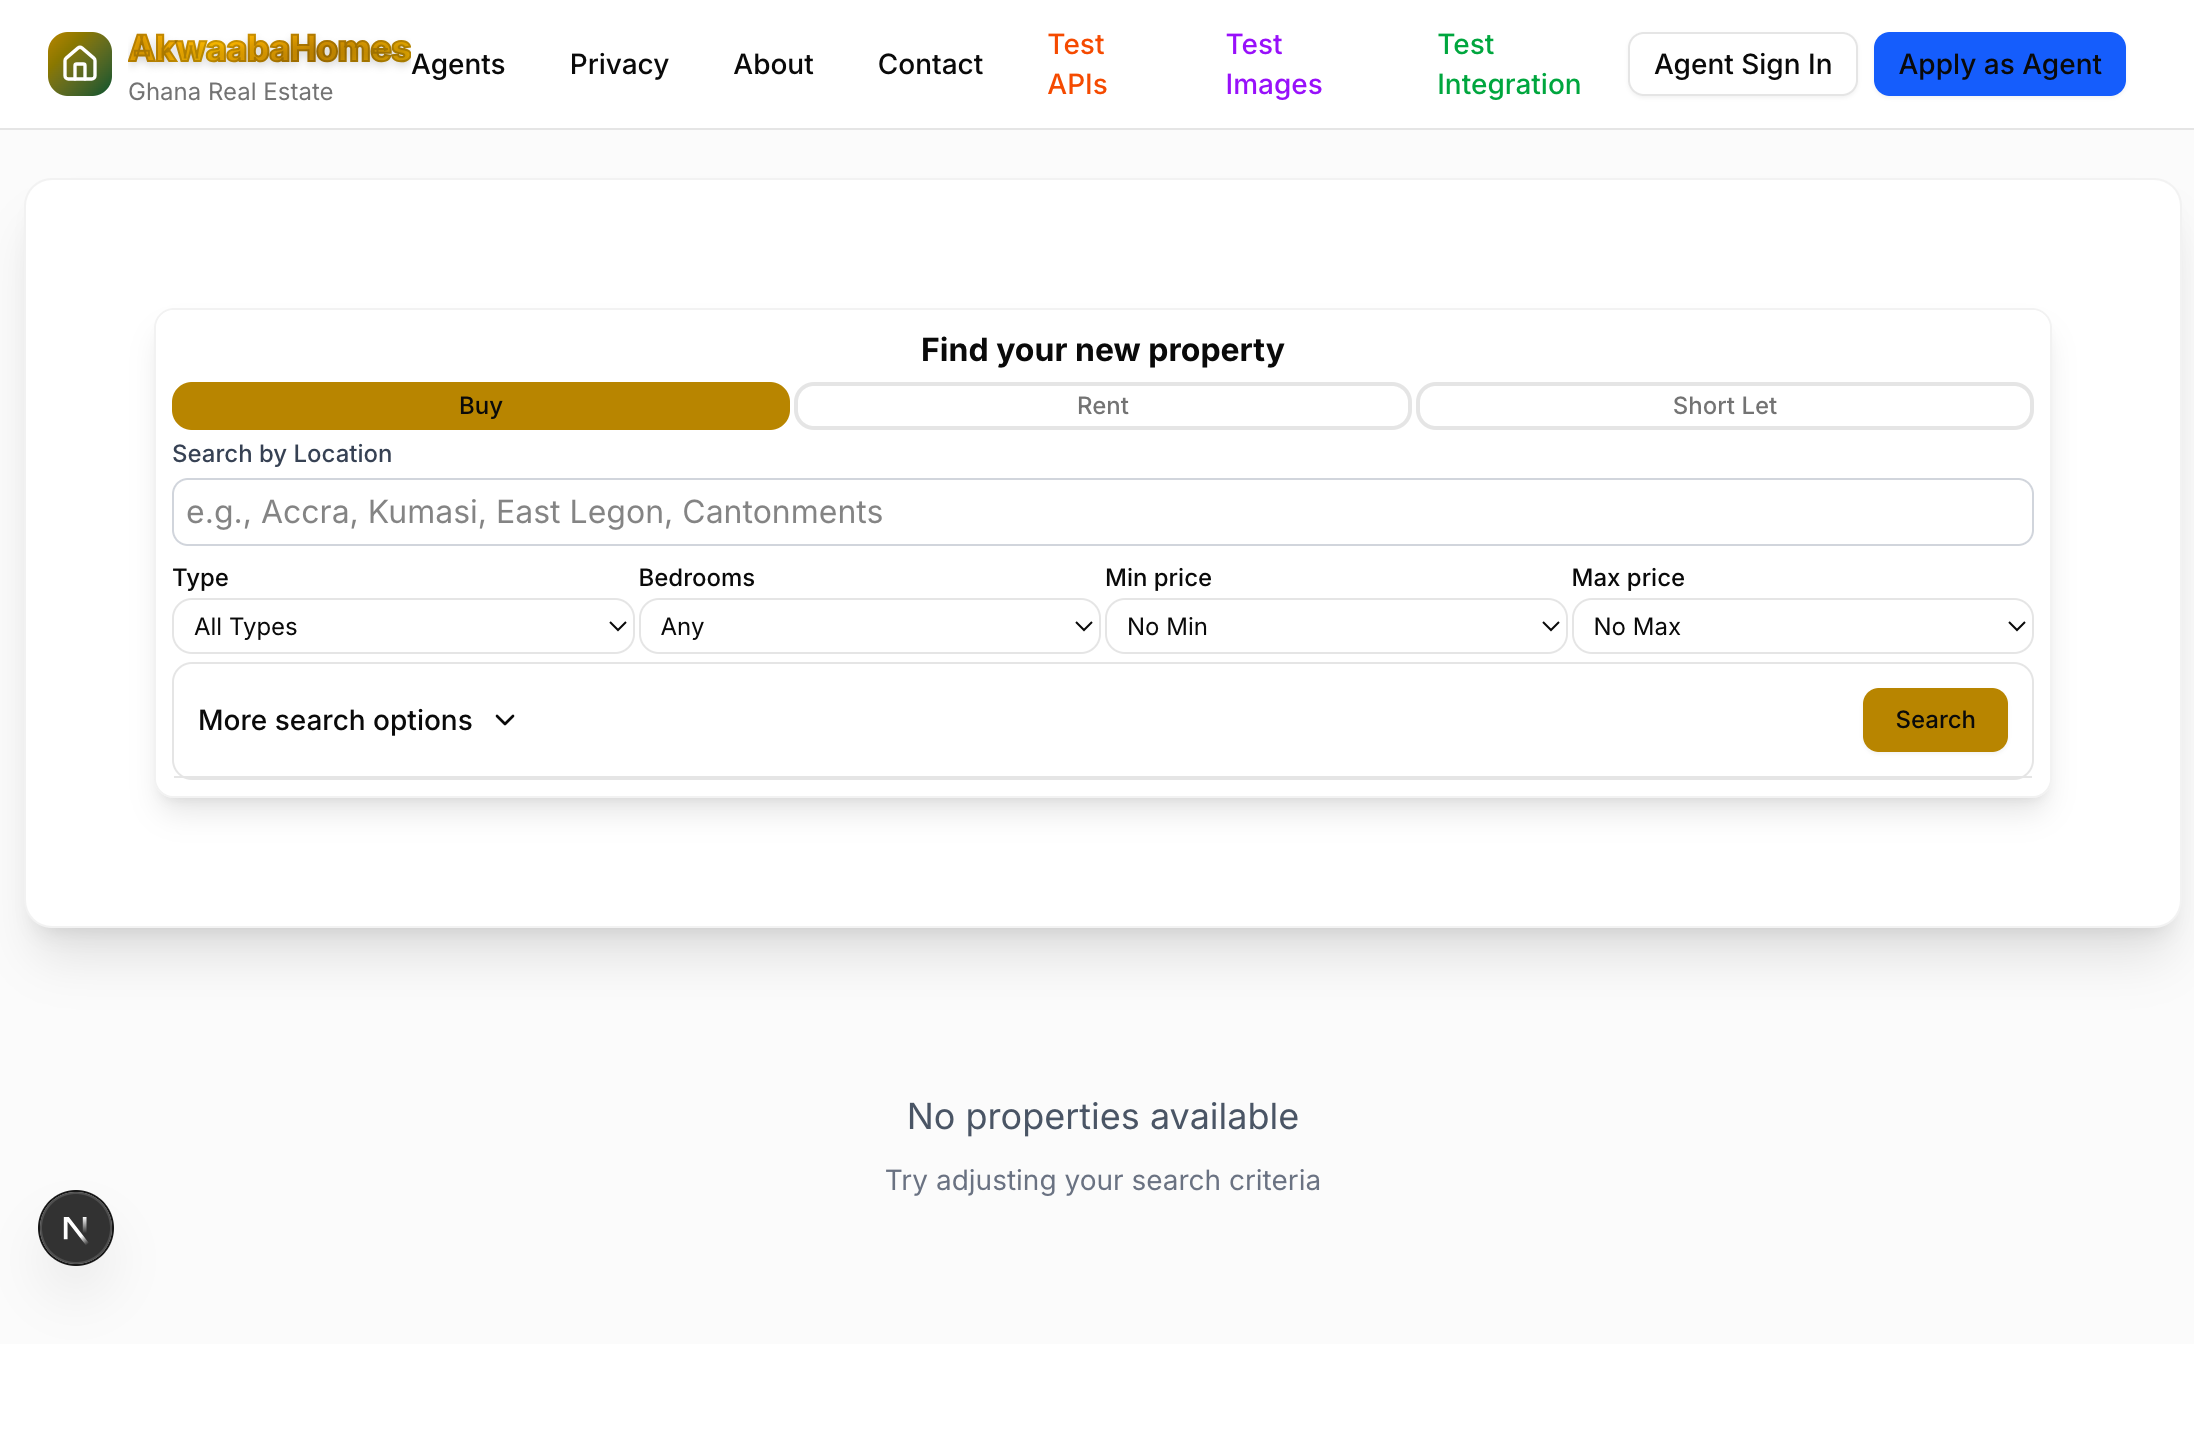 AkwaabaHomes
Ghana Real Estate
Agents
Privacy
About
Contact
Test
APIs
Test
Images
Test
Integration
Agent Sign In
Apply as Agent
Find your new property
Buy
Rent
Short Let
Search by Location
e.g., Accra, Kumasi, East Legon, Cantonments
Type
Bedrooms
Min price
Max price
All Types
Any
No Min
No Max
More search options
Search
No properties available
Try adjusting your search criteria
N